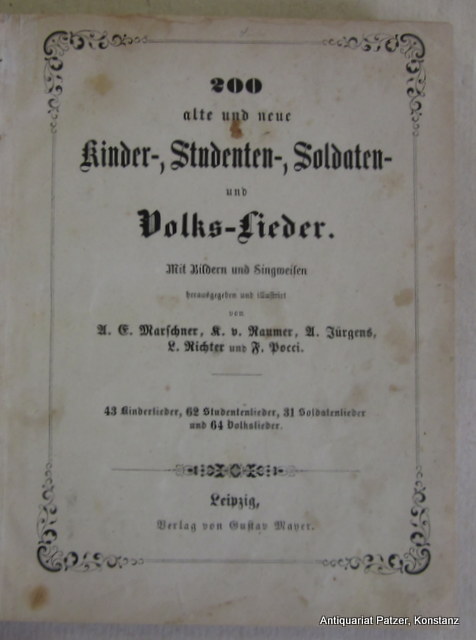 200
alte und neue
Kinder-, Studenten-, Soldaten-
und
Volks-Lieder.
Mit Bildern und Singweisen
herausgegeben und illustrirt
von
A. E. Marschner, K. v. Raumer, A. Jürgens,
L. Richter und F. Pocci.
43 Kinderlieder, 62 Studentenlieder, 31 Soldatenlieder
und 64 Volkslieder.
Leipzig,
Verlag von Gustav Mayer.
Antiquariat Patzer, Konstanz